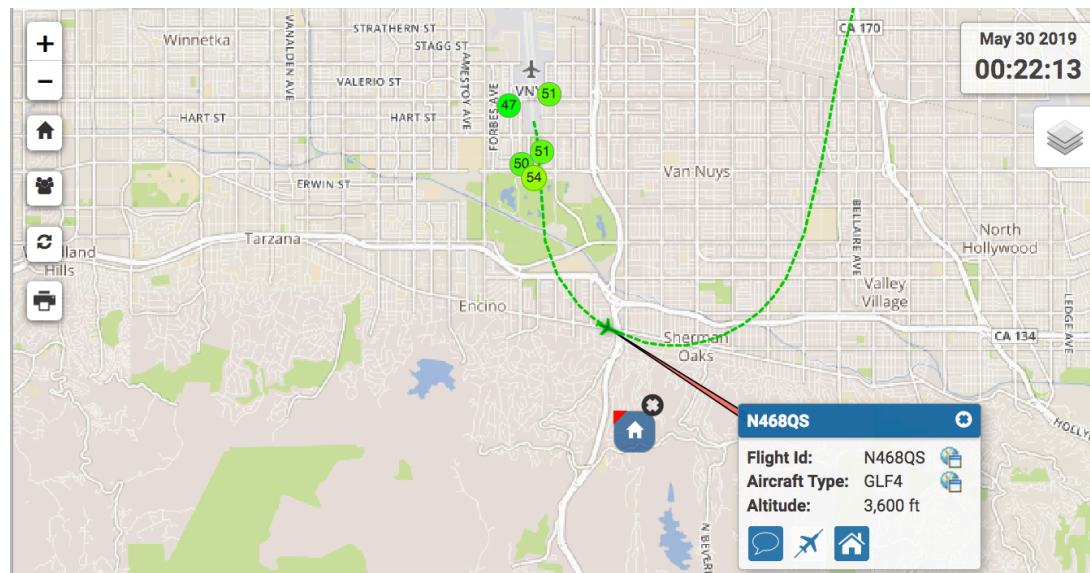 +
−
Winnetka
VANALDEN AVE
STRATHERN ST
STAGG ST
AMESTOY AVE
VALERIO ST
HART ST
HART ST
FORBES AVE
47
VNY
51
51
50
54
ERWIN ST
Van Nuys
CA 170
May 30 2019
00:22:13
BELLAIRE AVE
North
Hollywood
Tarzana
Hills
Encino
Valley
Village
LEDGE AVE
Sherman
Oaks
CA 134
N468QS
Flight Id: N468QS
Aircraft Type: GLF4
Altitude: 3,600 ft